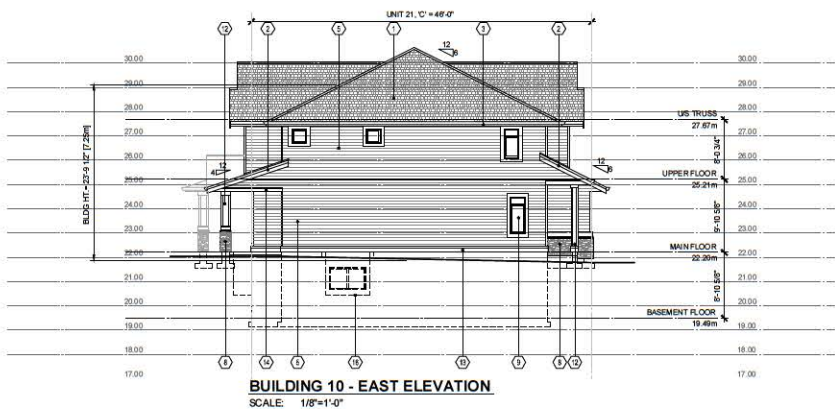 UNIT 21, 'C' = 46'-0"
12 2 5 1 3 2
12
6
30.00 30.00
29.00 29.00
28.00 28.00
U/S TRUSS
27.67m
27.00 27.00
8'-0 3/4"
26.00 26.00
12
4
12
6
UPPER FLOOR
25.21m
25.00 25.00
BLDG HT.= 23'-9 1/2" [7.25m]
24.00 24.00
9'-10 5/8"
23.00 23.00
MAIN FLOOR
22.20m
22.00 22.00
21.00 21.00
8'-10 5/8"
20.00 20.00
BASEMENT FLOOR
19.49m
19.00 19.00
18.00 18.00
8 14 5 16 13 9 8 12
17.00 17.00
BUILDING 10 - EAST ELEVATION
SCALE: 1/8"=1'-0"